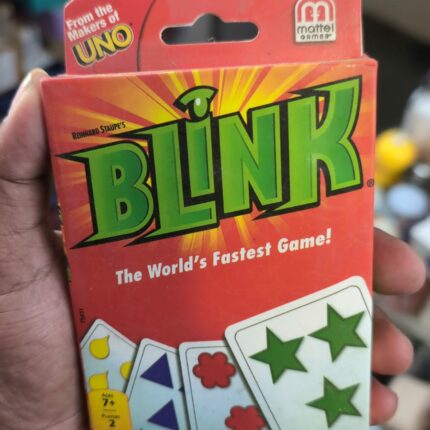 From the
Makers of
UNO
mattel
GAMES
REINHARD STAUPE'S
BLINK
®
The World's Fastest Game!
AGES
7+
PLAYERS
2